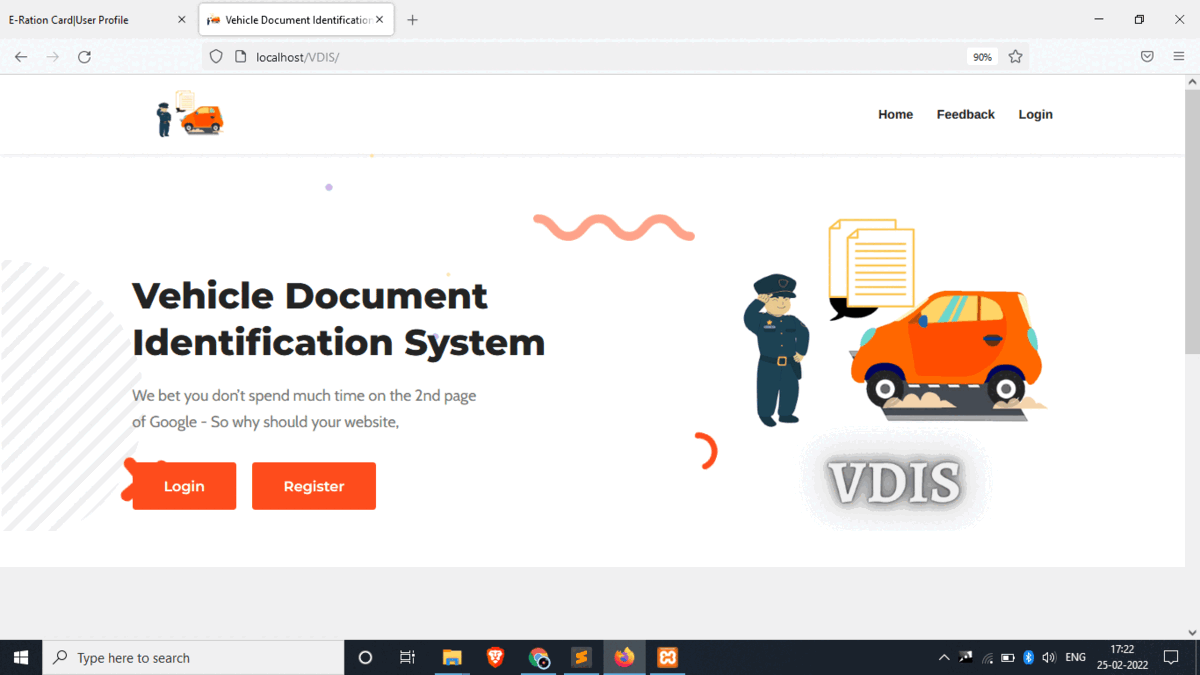 E-Ration Card|User Profile
Vehicle Document Identification
localhost/VDIS/
90%
Home
Feedback
Login
Vehicle Document
Identification System
We bet you don't spend much time on the 2nd page
of Google - So why should your website,
Login
Register
VDIS
Type here to search
ENG
17:22
25-02-2022